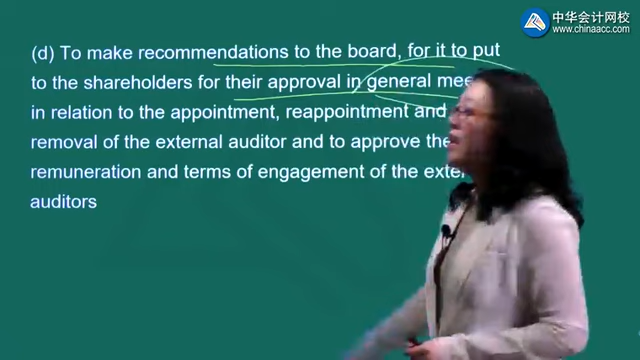 中华会计网校
www.chinaacc.com
(d) To make recommendations to the board, for it to put
to the shareholders for their approval in general
in relation to the appointment, reappointment and
removal of the external auditor and to approve the
remuneration and terms of engagement of the
auditors